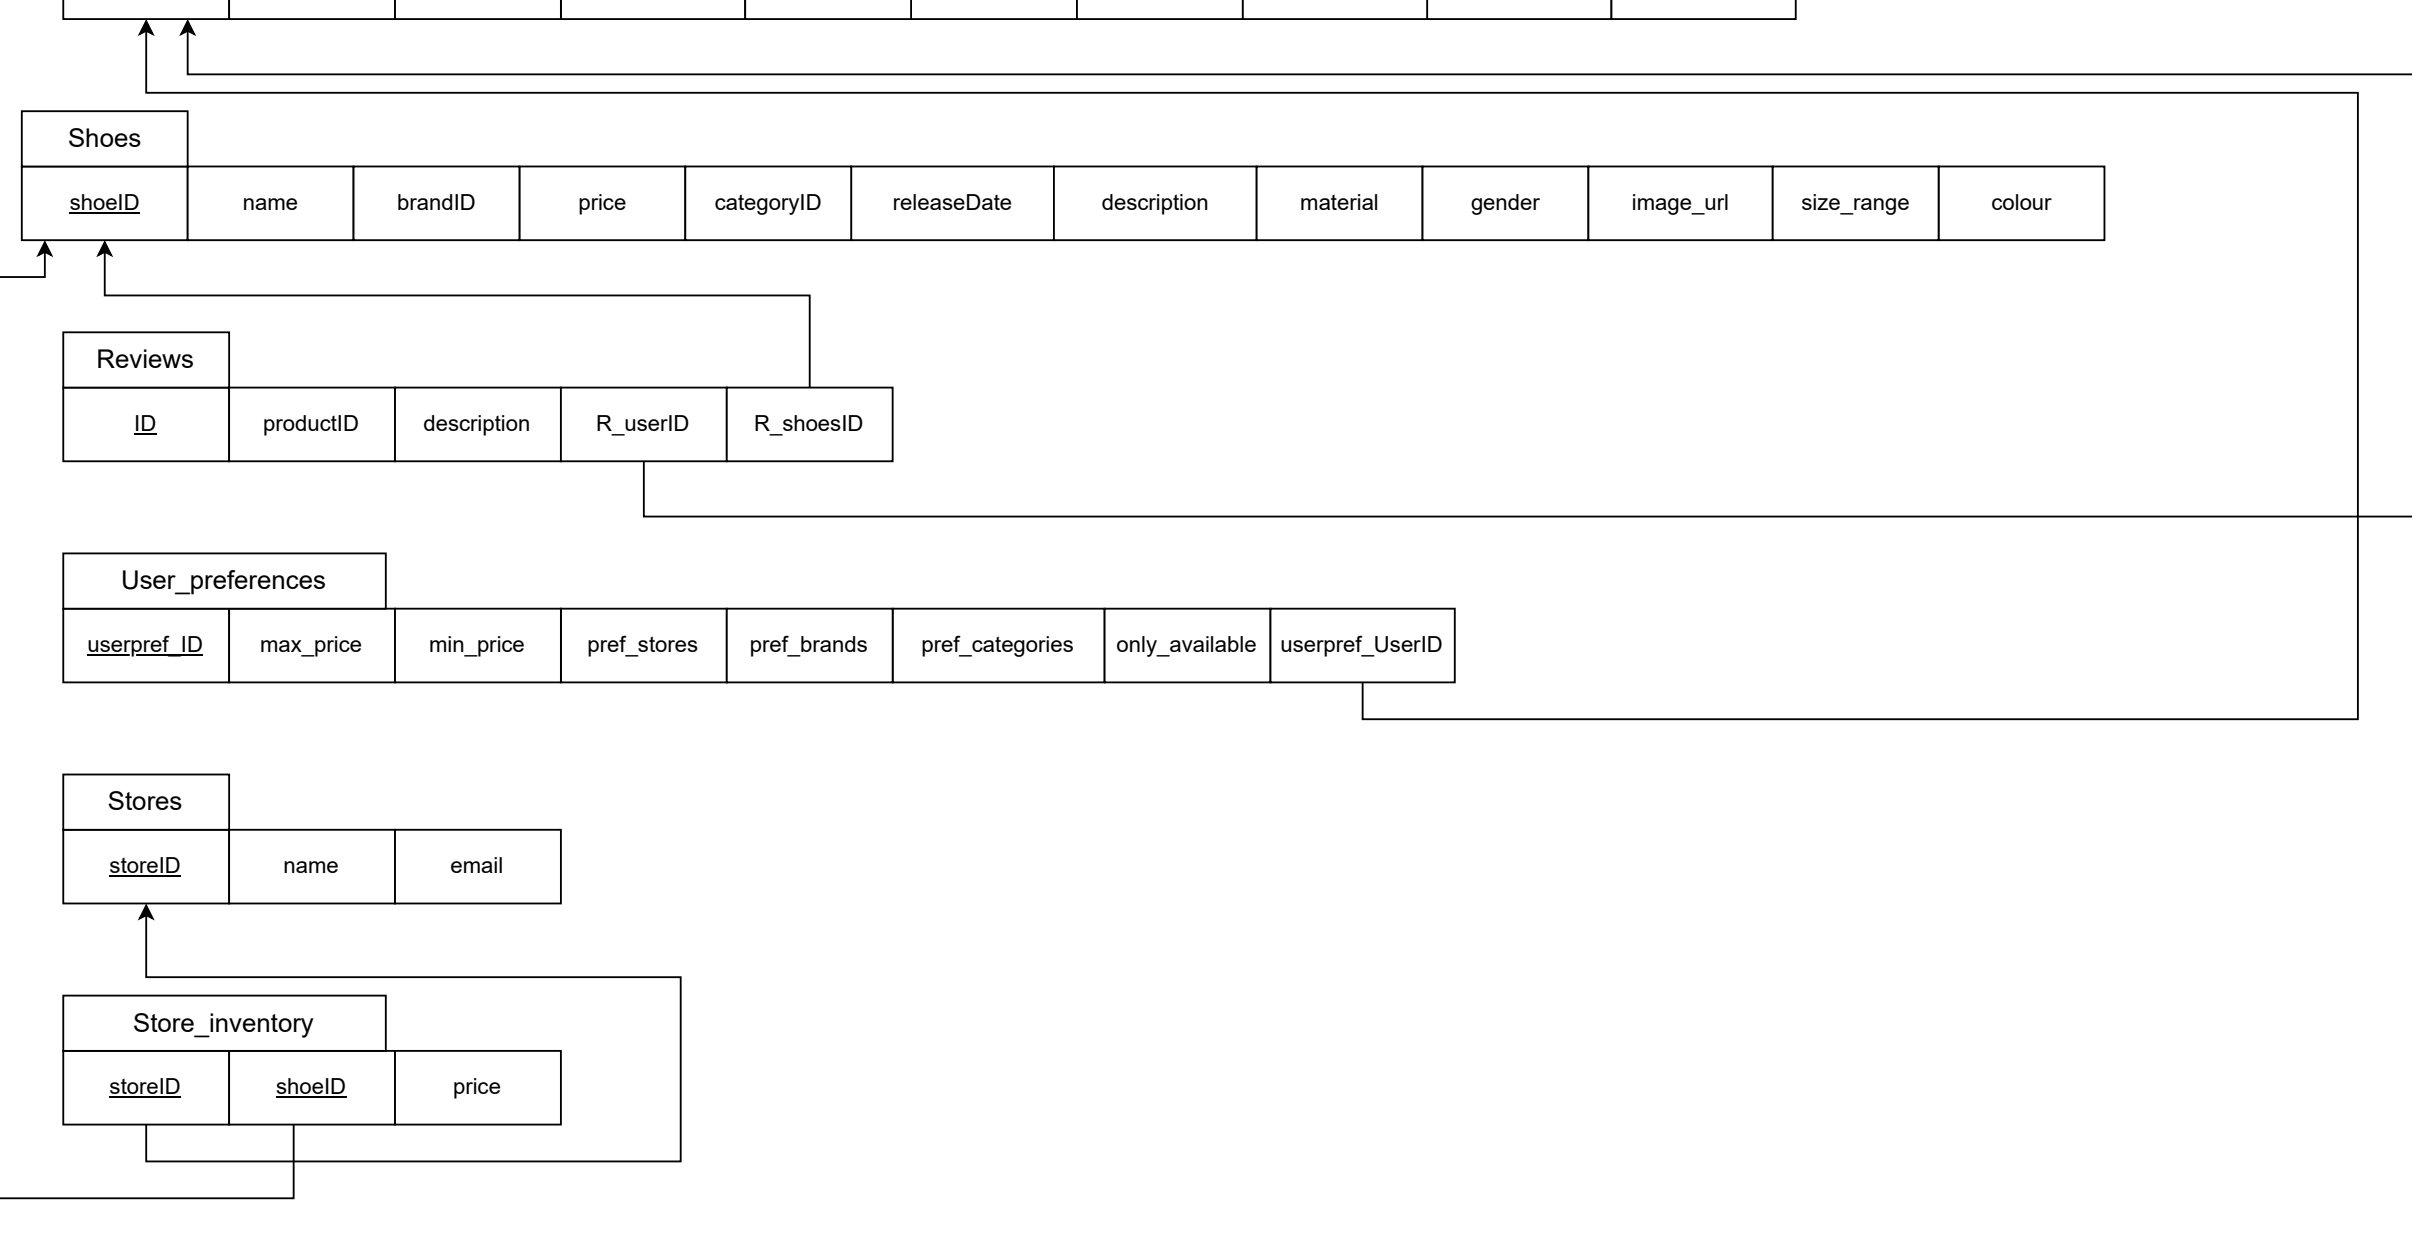 Shoes
shoeID name brandID price categoryID releaseDate description material gender image_url size_range colour
Reviews
ID productID description R_userID R_shoesID
User_preferences
userpref_ID max_price min_price pref_stores pref_brands pref_categories only_available userpref_UserID
Stores
storeID name email
Store_inventory
storeID shoeID price